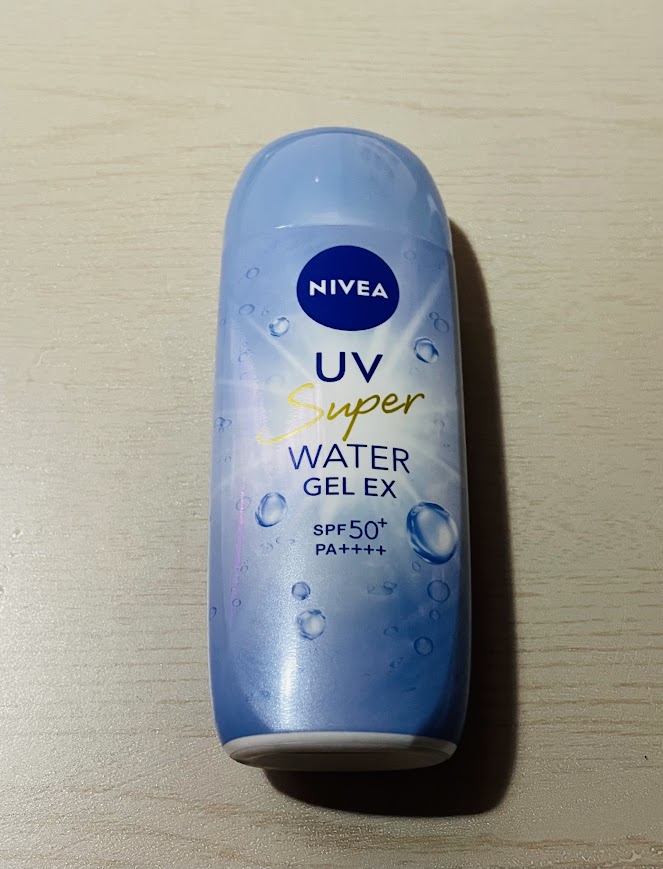 NIVEA
UV
Super
WATER
GEL EX
SPF50+
PA++++